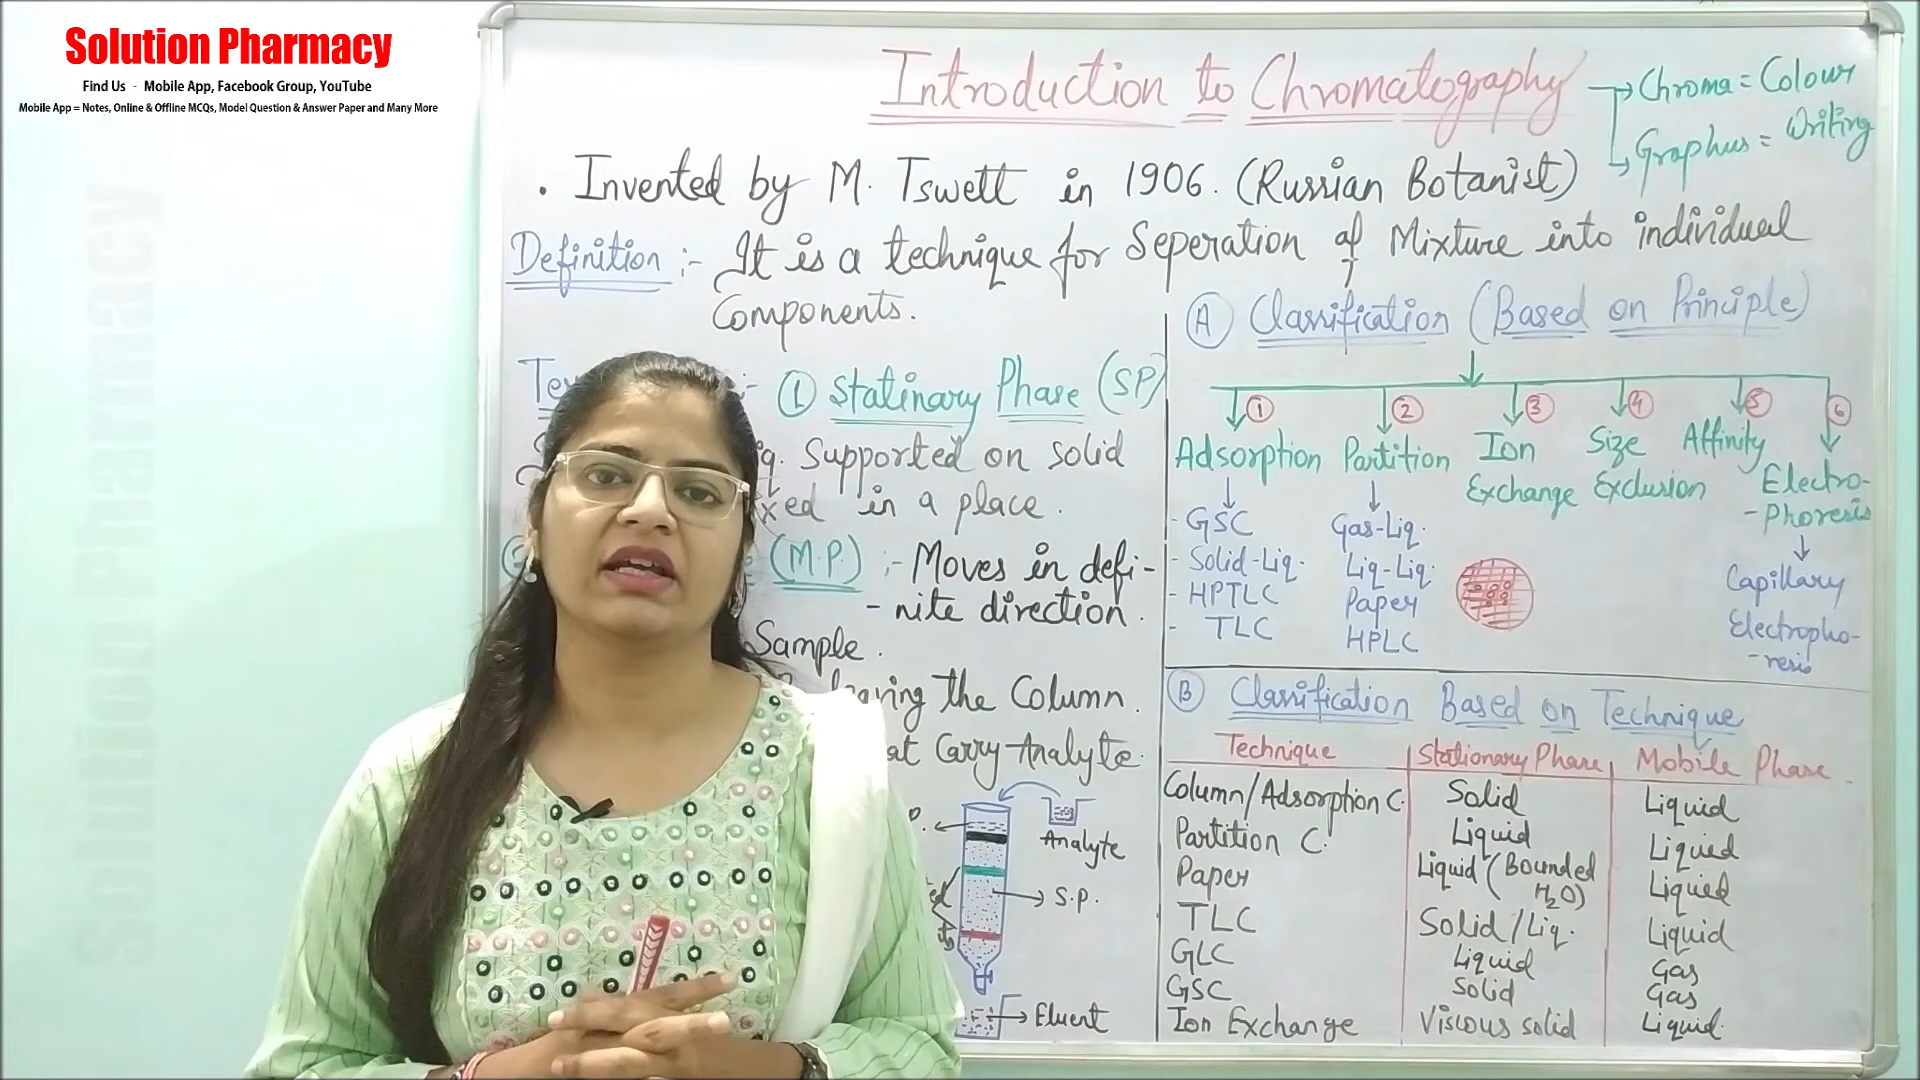 Solution Pharmacy
Find Us - Mobile App, Facebook Group, YouTube
Mobile App = Notes, Online & Offline MCQs, Model Question & Answer Paper and Many More
Solution Pharmacy
Introduction to Chromatography
→ Chroma = Colour
→ Graphus = Writing
• Invented by M. Tswett in 1906. (Russian Botanist)
Definition :- It is a technique for Seperation of Mixture into individual
Components.
① Statinary Phase (SP)
Supported on Solid
in a place.
(M.P.) :- Moves in defi-
- nite direction.
Sample.
the Column.
Carry Analyte.
Analyte
→ S.P.
→ Eluent
Ⓐ Classification (Based on Principle)
① ② ③ ④ ⑤ ⑥
Adsorption
- GSC
- Solid-Liq.
- HPTLC
- TLC
Partition
Gas-Liq.
Liq-Liq.
Paper
HPLC
Ion
Exchange
Size
Exclusion
Affinity
Electro-
- Phoresis
Capillary
Electropho-
- resis
Ⓑ Classification Based on Technique
Technique Stationary Phase Mobile Phase
Column/Adsorption C. Solid Liquid
Partition C. Liquid Liquid
Paper Liquid (Bounded H₂O) Liquid
TLC Solid/Liq. Liquid
GLC Liquid Gas
GSC Solid Gas
Ion Exchange Viscous solid Liquid.